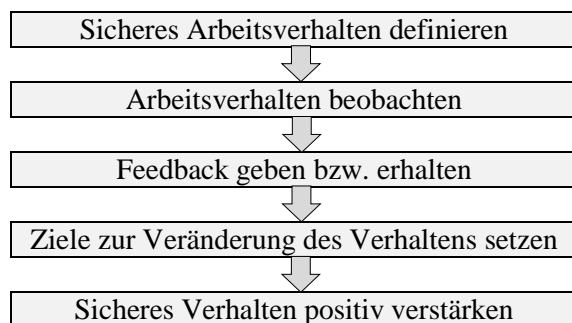 Sicheres Arbeitsverhalten definieren
Arbeitsverhalten beobachten
Feedback geben bzw. erhalten
Ziele zur Veränderung des Verhaltens setzen
Sicheres Verhalten positiv verstärken